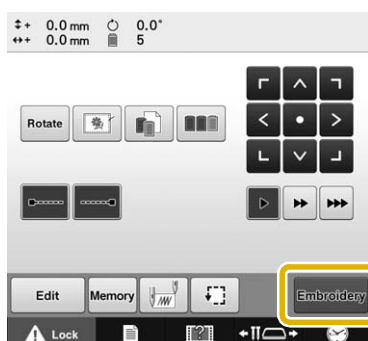 + 0.0 mm 0.0°
+ 0.0 mm 5
Rotate
Edit Memory Embroidery
Lock